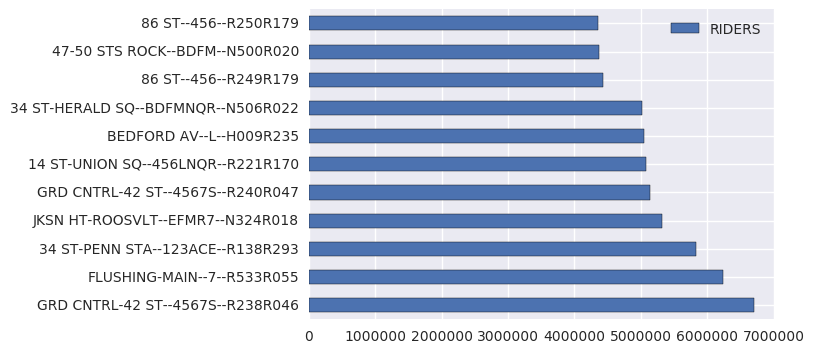 86 ST--456--R250R179
47-50 STS ROCK--BDFM--N500R020
86 ST--456--R249R179
34 ST-HERALD SQ--BDFMNQR--N506R022
BEDFORD AV--L--H009R235
14 ST-UNION SQ--456LNQR--R221R170
GRD CNTRL-42 ST--4567S--R240R047
JKSN HT-ROOSVLT--EFMR7--N324R018
34 ST-PENN STA--123ACE--R138R293
FLUSHING-MAIN--7--R533R055
GRD CNTRL-42 ST--4567S--R238R046
RIDERS
0 1000000 2000000 3000000 4000000 5000000 6000000 7000000